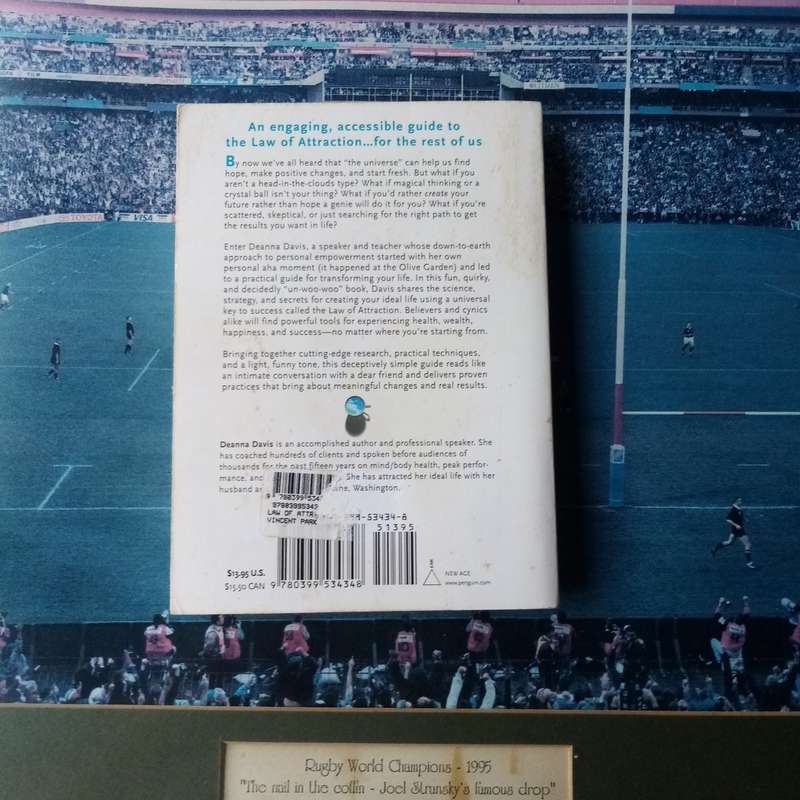 TOYOTA
VISA
An engaging, accessible guide to
the Law of Attraction...for the rest of us
By now we've all heard that "the universe" can help us find
hope, make positive changes, and start fresh. But what if you
aren't a head-in-the-clouds type? What if magical thinking or a
crystal ball isn't your thing? What if you'd rather create your
future rather than hope a genie will do it for you? What if you're
scattered, skeptical, or just searching for the right path to get
the results you want in life?
Enter Deanna Davis, a speaker and teacher whose down-to-earth
approach to personal empowerment started with her own
personal aha moment (it happened at the Olive Garden) and led
to a practical guide for transforming your life. In this fun, quirky,
and decidedly "un-woo-woo" book, Davis shares the science,
strategy, and secrets for creating your ideal life using a universal
key to success called the Law of Attraction. Believers and cynics
alike will find powerful tools for experiencing health, wealth,
happiness, and success—no matter where you're starting from.
Bringing together cutting-edge research, practical techniques,
and a light, funny tone, this deceptively simple guide reads like
an intimate conversation with a dear friend and delivers proven
practices that bring about meaningful changes and real results.
Deanna Davis is an accomplished author and professional speaker. She
has coached hundreds of clients and spoken before audiences of
thousands for the past fifteen years on mind/body health, peak perfor-
mance, and She has attracted her ideal life with her
husband Washington.
9 780399 534
LAW OF ATTR
VINCENT PARK
53434-8
51395
$13.95 U.S.
$15.50 CAN
9 780399 534348
NEW AGE
www.penguin.com
Rugby World Champions - 1995
"The nail in the coffin - Joel Strunsky's famous drop"